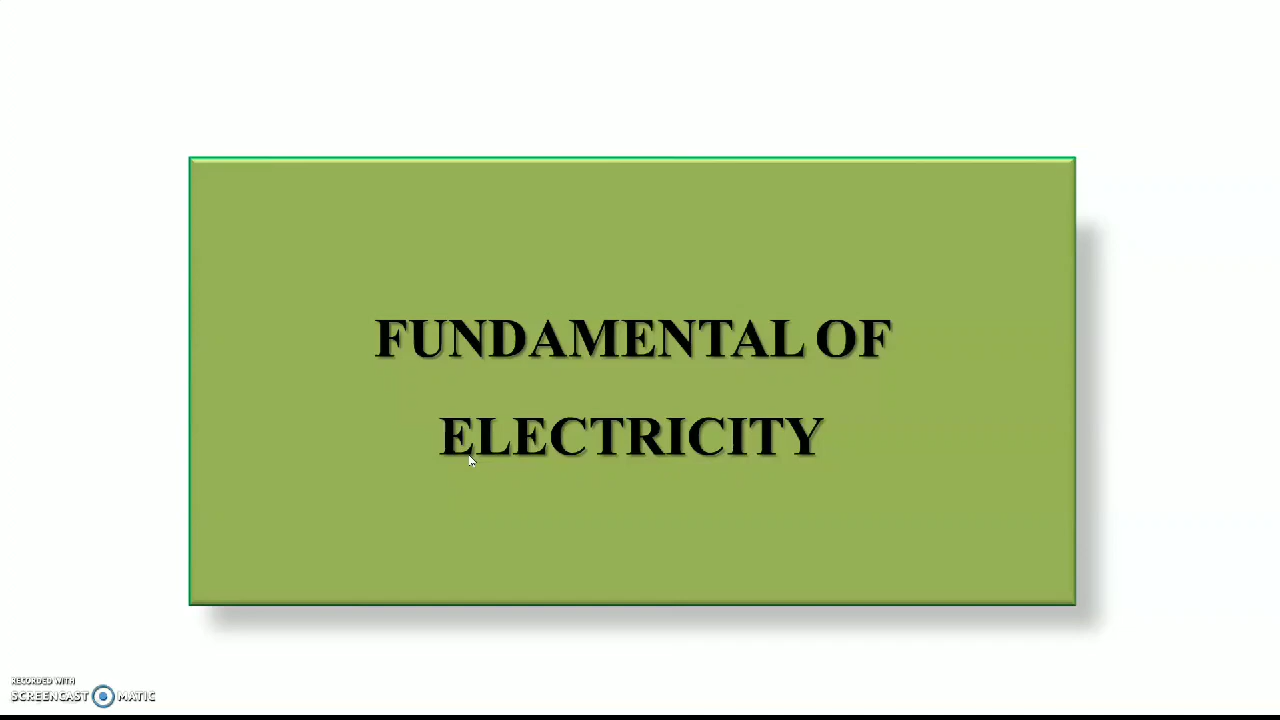 FUNDAMENTAL OF
ELECTRICITY
RECORDED WITH
SCREENCAST MATIC